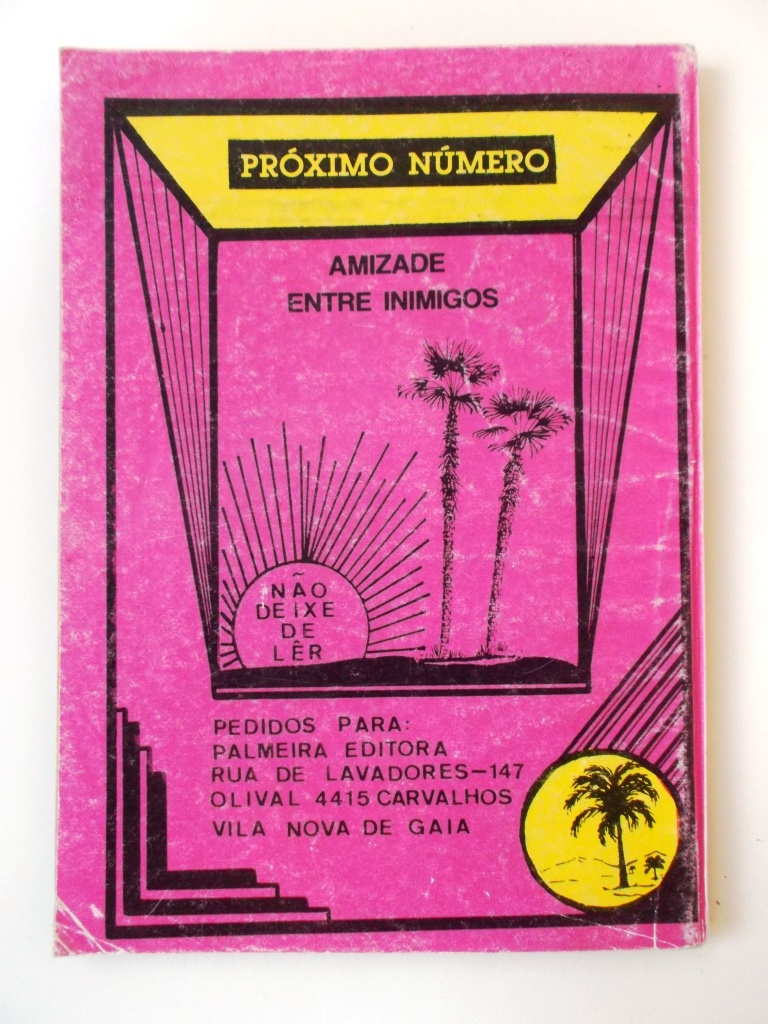 PRÓXIMO NÚMERO
AMIZADE
ENTRE INIMIGOS
NÃO
DEIXE
DE
LÊR
PEDIDOS PARA:
PALMEIRA EDITORA
RUA DE LAVADORES-147
OLIVAL 4415 CARVALHOS
VILA NOVA DE GAIA